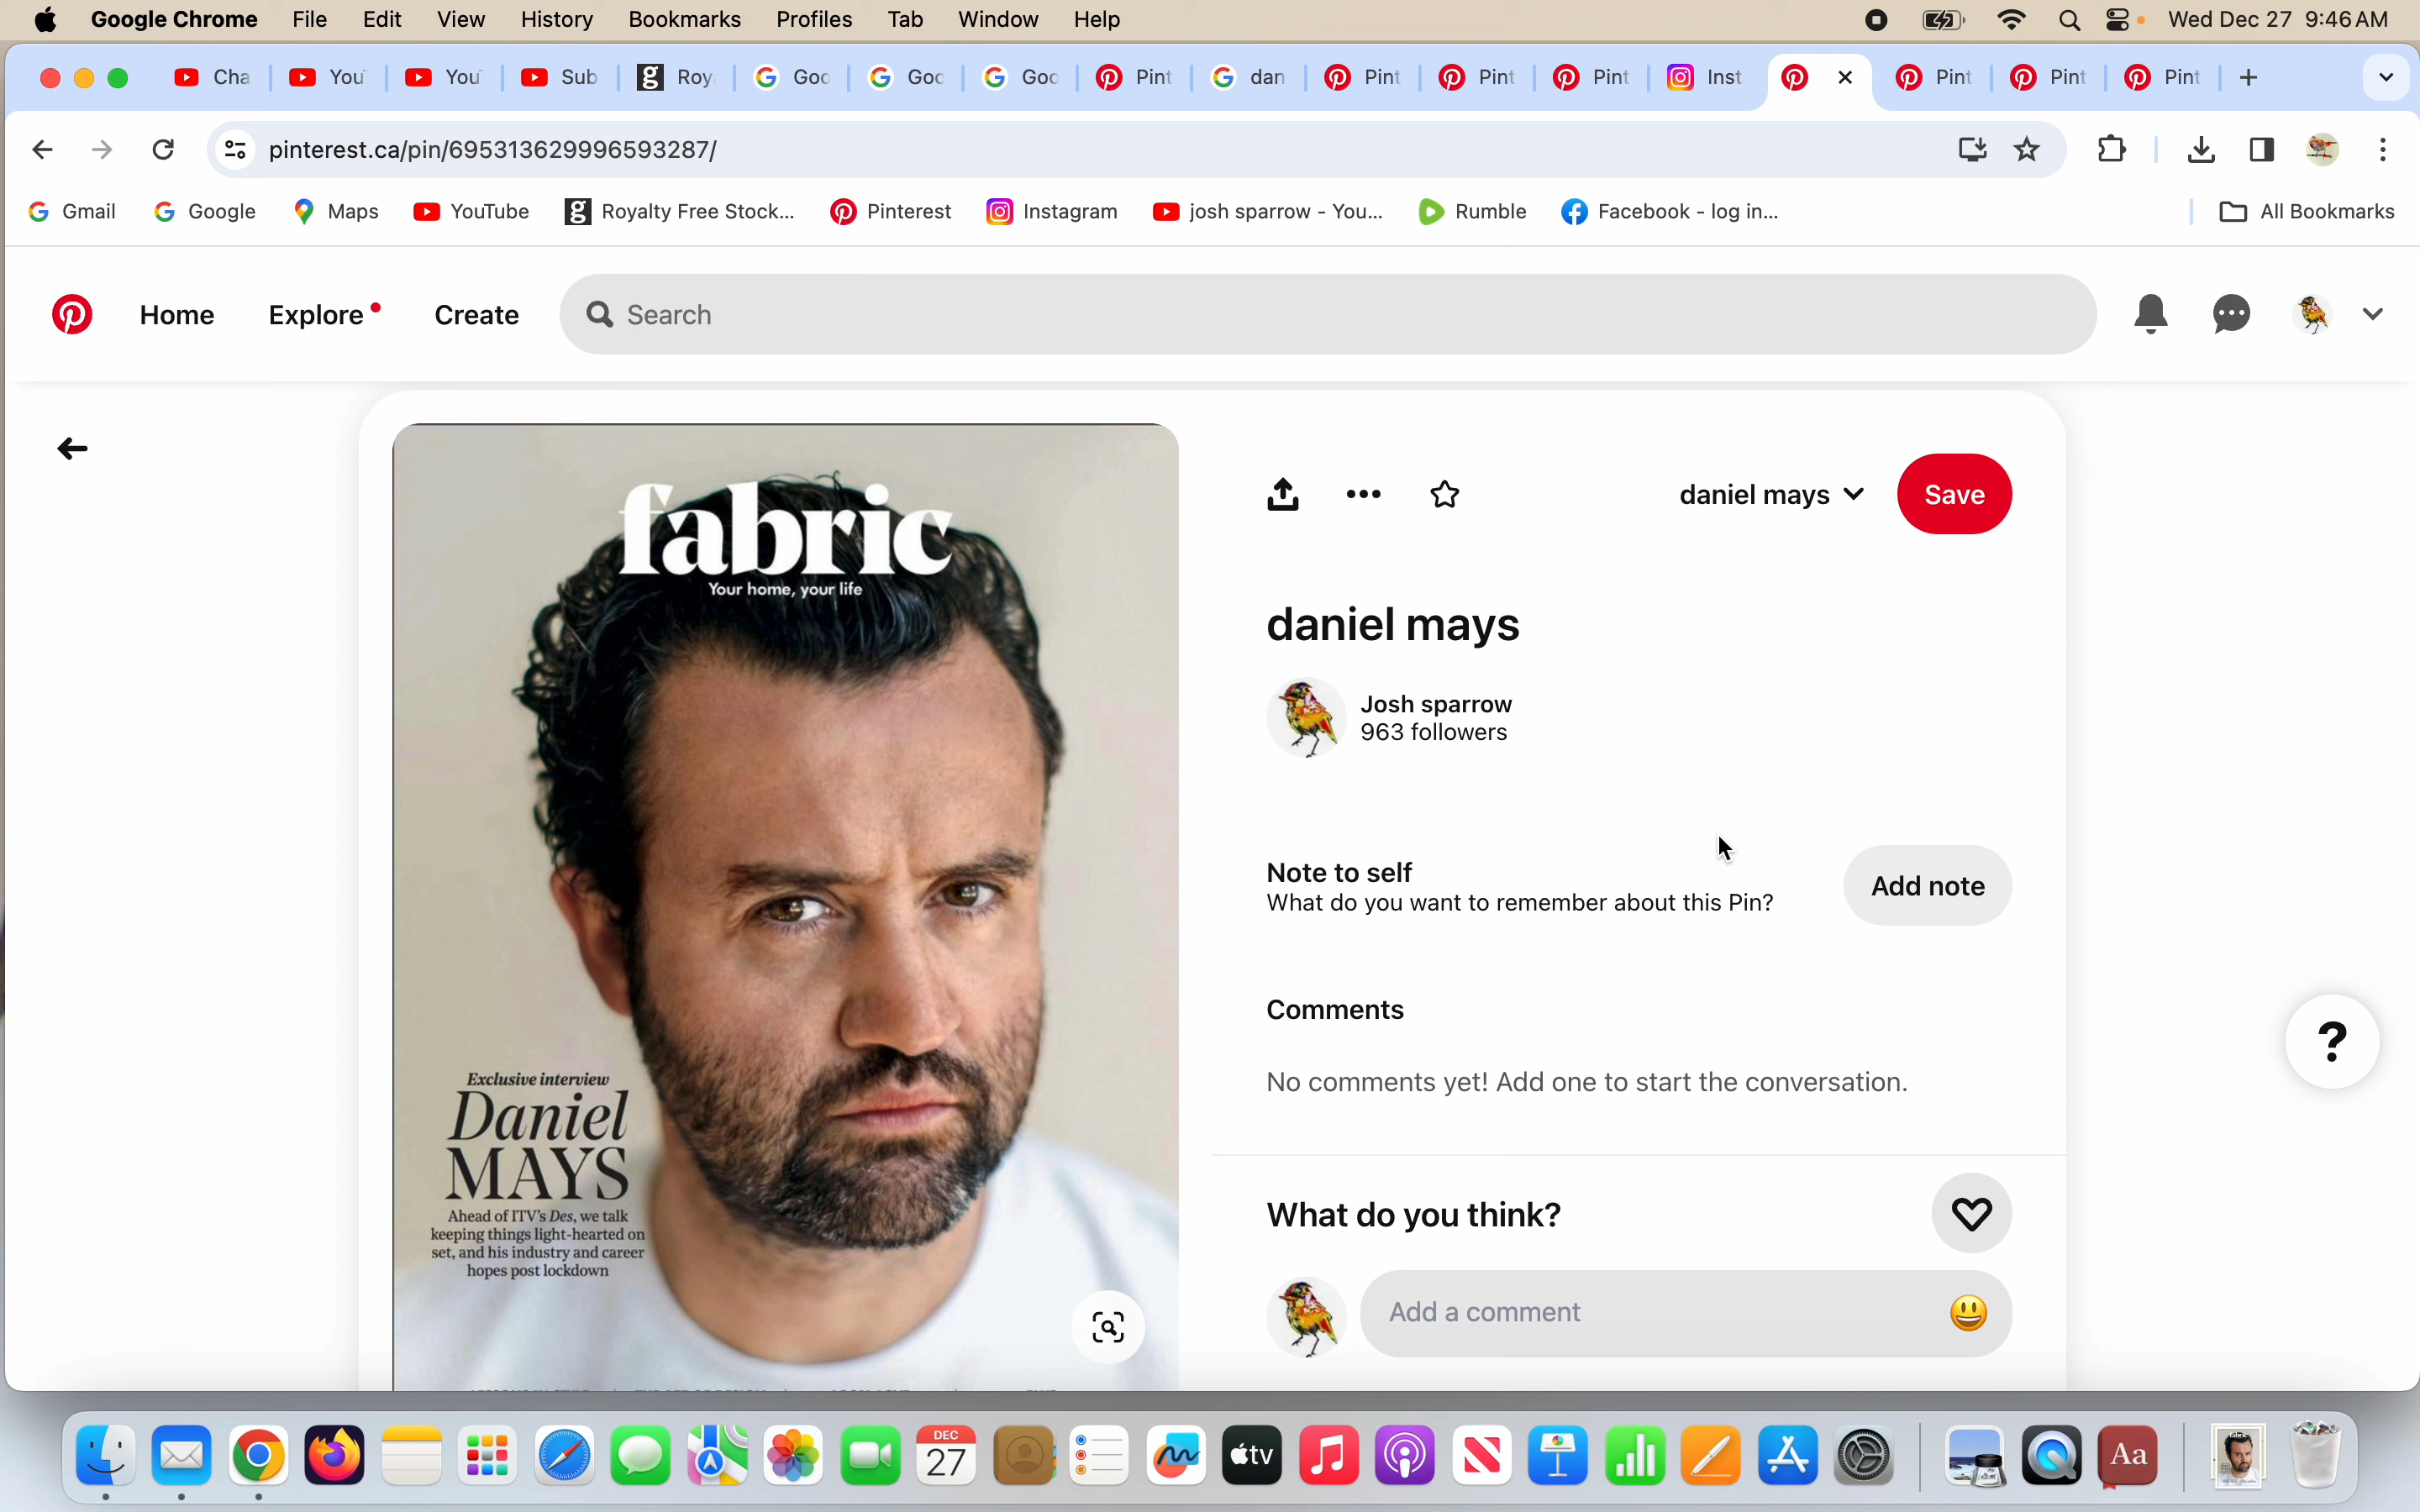 Google Chrome File Edit View History Bookmarks Profiles Tab Window Help Wed Dec 27 9:46 AM
Cha You You Sub Roy Goo Goo Goo Pint dan Pint Pint Pint Inst Pint Pint Pint
pinterest.ca/pin/695313629996593287/
Gmail Google Maps YouTube Royalty Free Stock... Pinterest Instagram josh sparrow - You... Rumble Facebook - log in... All Bookmarks
Home Explore Create Search
fabric
Your home, your life
Exclusive interview
Daniel
MAYS
Ahead of ITV's Des, we talk
keeping things light-hearted on
set, and his industry and career
hopes post lockdown
daniel mays Save
daniel mays
Josh sparrow
963 followers
Note to self
What do you want to remember about this Pin?
Add note
Comments
No comments yet! Add one to start the conversation.
?
What do you think?
Add a comment
DEC
27
tv
Aa